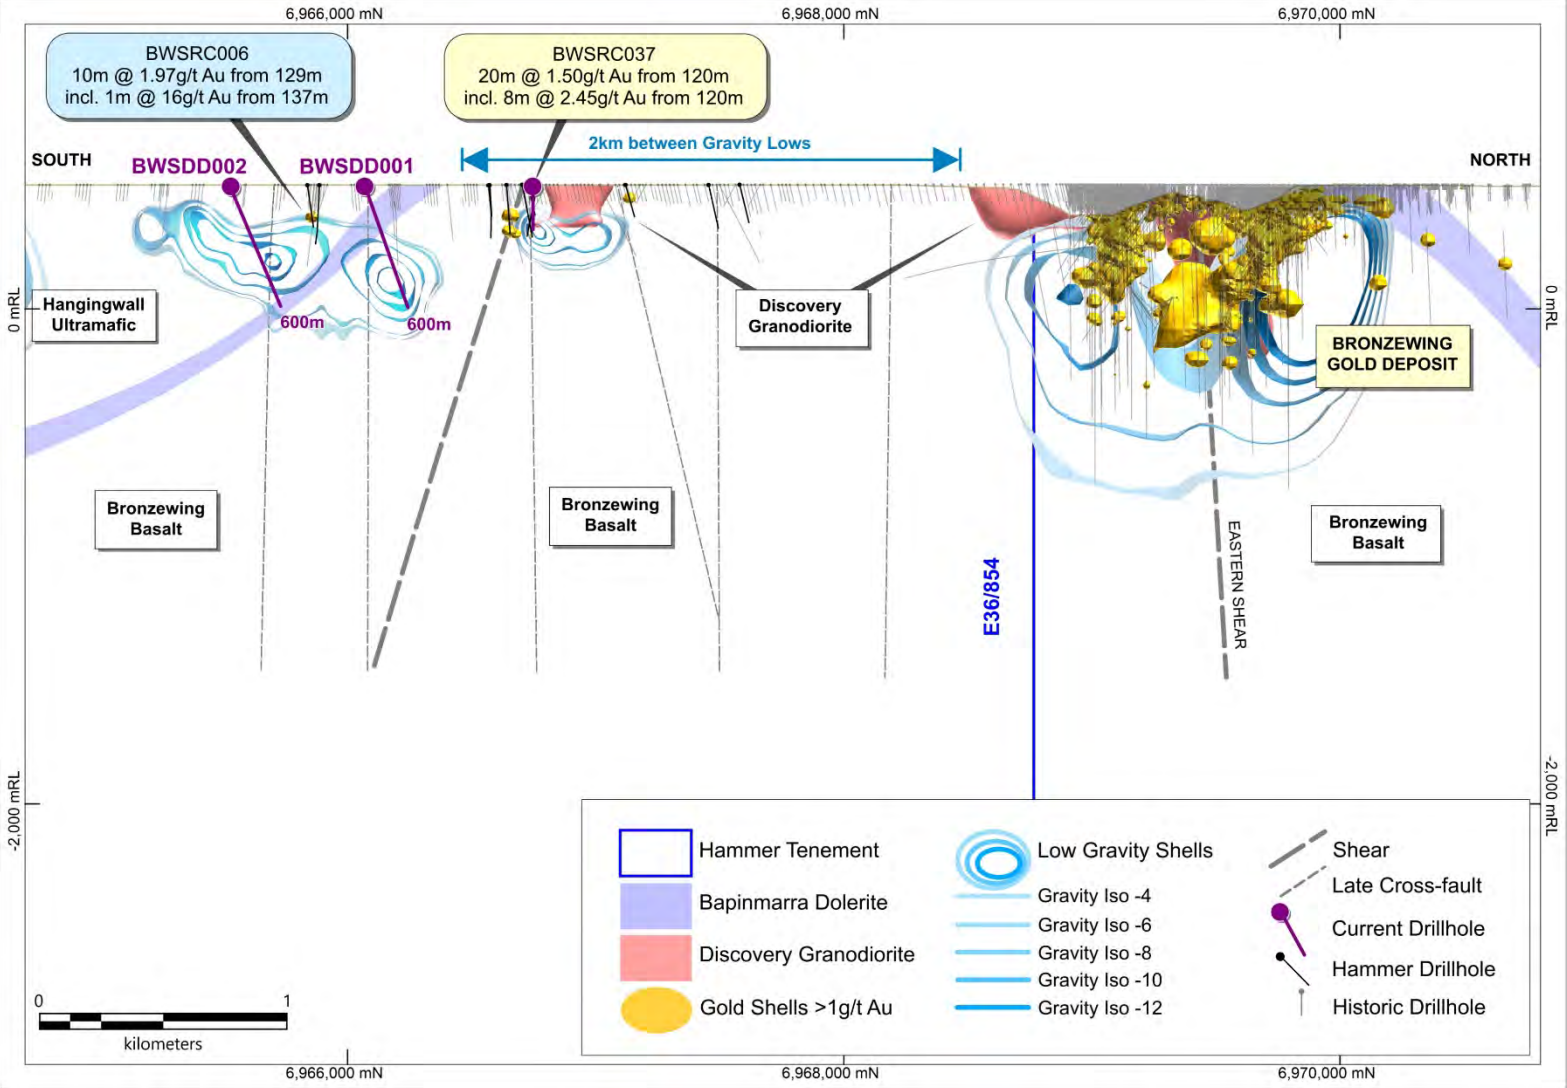 6,966,000 mN
6,968,000 mN
6,970,000 mN
BWSRC006
10m @ 1.97g/t Au from 129m
incl. 1m @ 16g/t Au from 137m
BWSRC037
20m @ 1.50g/t Au from 120m
incl. 8m @ 2.45g/t Au from 120m
2km between Gravity Lows
SOUTH
BWSDD002
BWSDD001
NORTH
0 mRL
Hangingwall
Ultramafic
600m
600m
Discovery
Granodiorite
0 mRL
BRONZEWING
GOLD DEPOSIT
Bronzewing
Basalt
Bronzewing
Basalt
Bronzewing
Basalt
EASTERN SHEAR
E36/854
-2,000 mRL
-2,000 mRL
Hammer Tenement
Bapinmarra Dolerite
Discovery Granodiorite
Gold Shells >1g/t Au
Low Gravity Shells
Gravity Iso -4
Gravity Iso -6
Gravity Iso -8
Gravity Iso -10
Gravity Iso -12
Shear
Late Cross-fault
Current Drillhole
Hammer Drillhole
Historic Drillhole
0
1
kilometers
6,966,000 mN
6,968,000 mN
6,970,000 mN